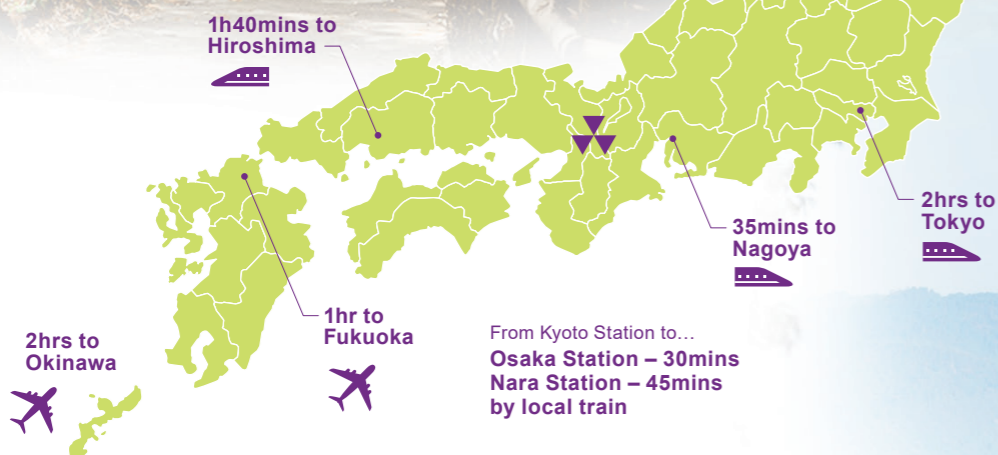 1h40mins to
Hiroshima
2hrs to
Tokyo
35mins to
Nagoya
1hr to
Fukuoka
2hrs to
Okinawa
From Kyoto Station to…
Osaka Station – 30mins
Nara Station – 45mins
by local train